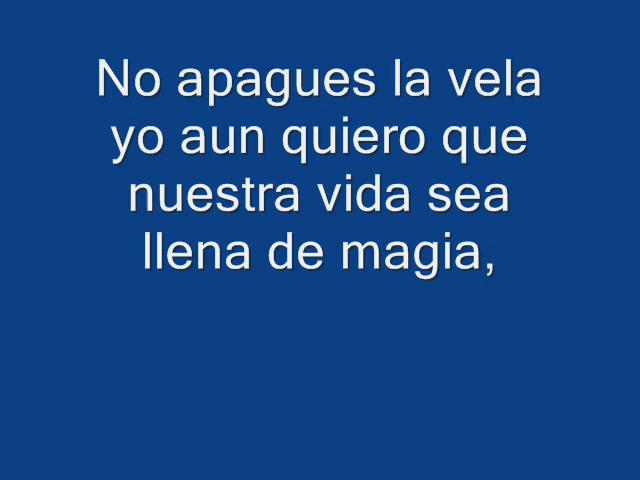 No apagues la vela
yo aun quiero que
nuestra vida sea
llena de magia,